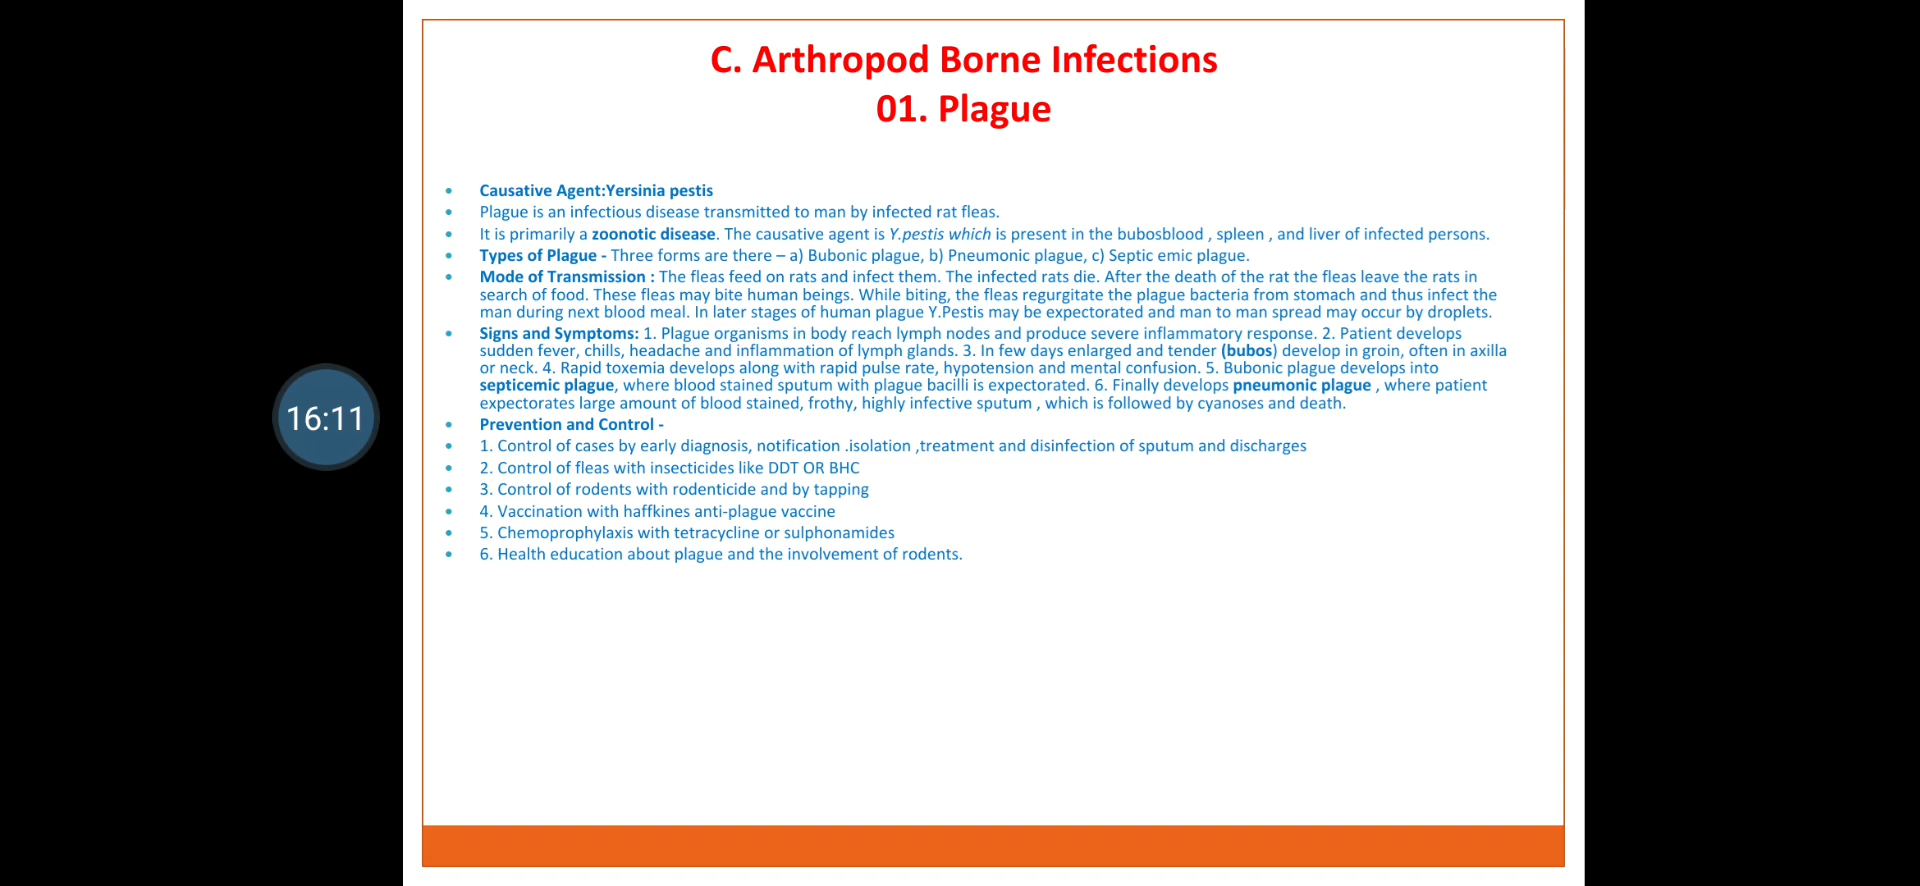 C. Arthropod Borne Infections
01. Plague
• Causative Agent:Yersinia pestis
• Plague is an infectious disease transmitted to man by infected rat fleas.
• It is primarily a zoonotic disease. The causative agent is Y.pestis which is present in the bubosblood , spleen , and liver of infected persons.
• Types of Plague - Three forms are there – a) Bubonic plague, b) Pneumonic plague, c) Septic emic plague.
• Mode of Transmission : The fleas feed on rats and infect them. The infected rats die. After the death of the rat the fleas leave the rats in
search of food. These fleas may bite human beings. While biting, the fleas regurgitate the plague bacteria from stomach and thus infect the
man during next blood meal. In later stages of human plague Y.Pestis may be expectorated and man to man spread may occur by droplets.
• Signs and Symptoms: 1. Plague organisms in body reach lymph nodes and produce severe inflammatory response. 2. Patient develops
sudden fever, chills, headache and inflammation of lymph glands. 3. In few days enlarged and tender (bubos) develop in groin, often in axilla
or neck. 4. Rapid toxemia develops along with rapid pulse rate, hypotension and mental confusion. 5. Bubonic plague develops into
septicemic plague, where blood stained sputum with plague bacilli is expectorated. 6. Finally develops pneumonic plague , where patient
expectorates large amount of blood stained, frothy, highly infective sputum , which is followed by cyanoses and death.
• Prevention and Control -
• 1. Control of cases by early diagnosis, notification .isolation ,treatment and disinfection of sputum and discharges
• 2. Control of fleas with insecticides like DDT OR BHC
• 3. Control of rodents with rodenticide and by tapping
• 4. Vaccination with haffkines anti-plague vaccine
• 5. Chemoprophylaxis with tetracycline or sulphonamides
• 6. Health education about plague and the involvement of rodents.
16:11